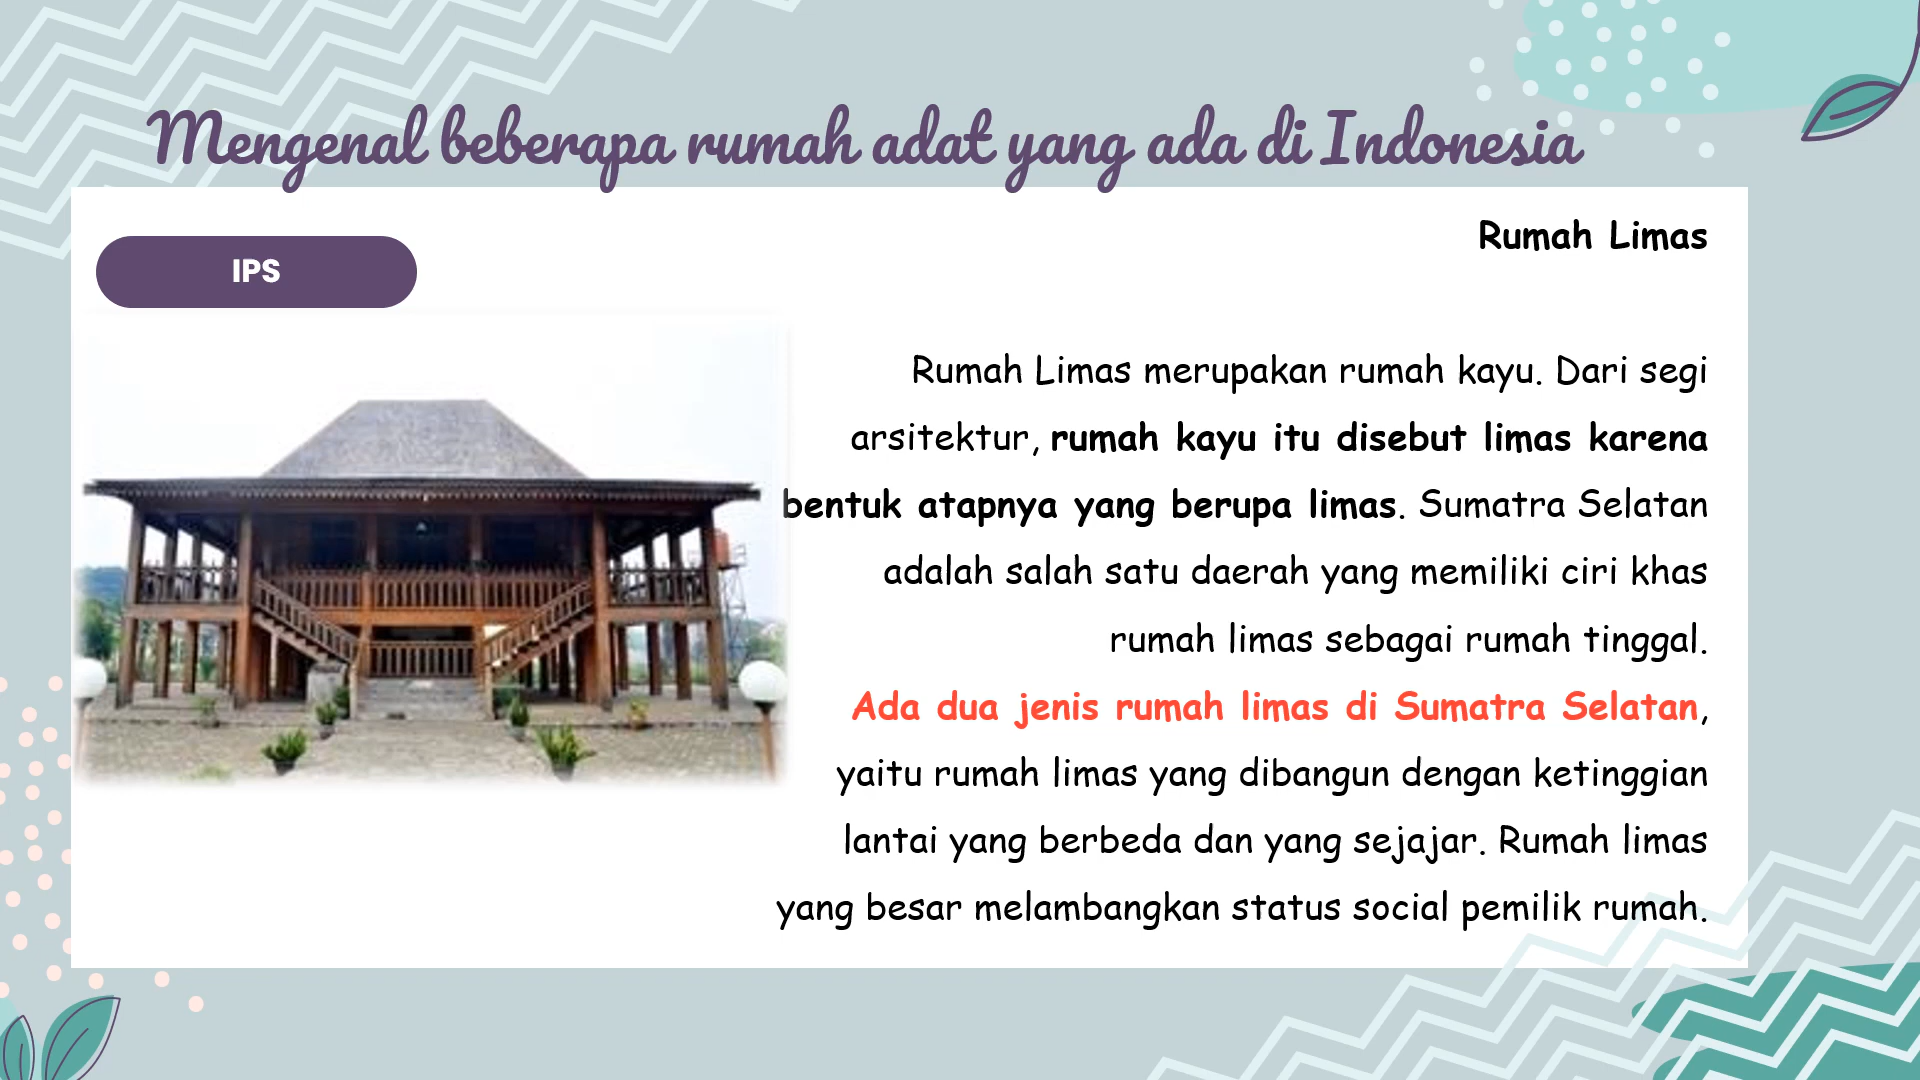 Mengenal beberapa rumah adat yang ada di Indonesia
IPS
Rumah Limas
Rumah Limas merupakan rumah kayu. Dari segi
arsitektur, rumah kayu itu disebut limas karena
bentuk atapnya yang berupa limas. Sumatra Selatan
adalah salah satu daerah yang memiliki ciri khas
rumah limas sebagai rumah tinggal.
Ada dua jenis rumah limas di Sumatra Selatan,
yaitu rumah limas yang dibangun dengan ketinggian
lantai yang berbeda dan yang sejajar. Rumah limas
yang besar melambangkan status social pemilik rumah.